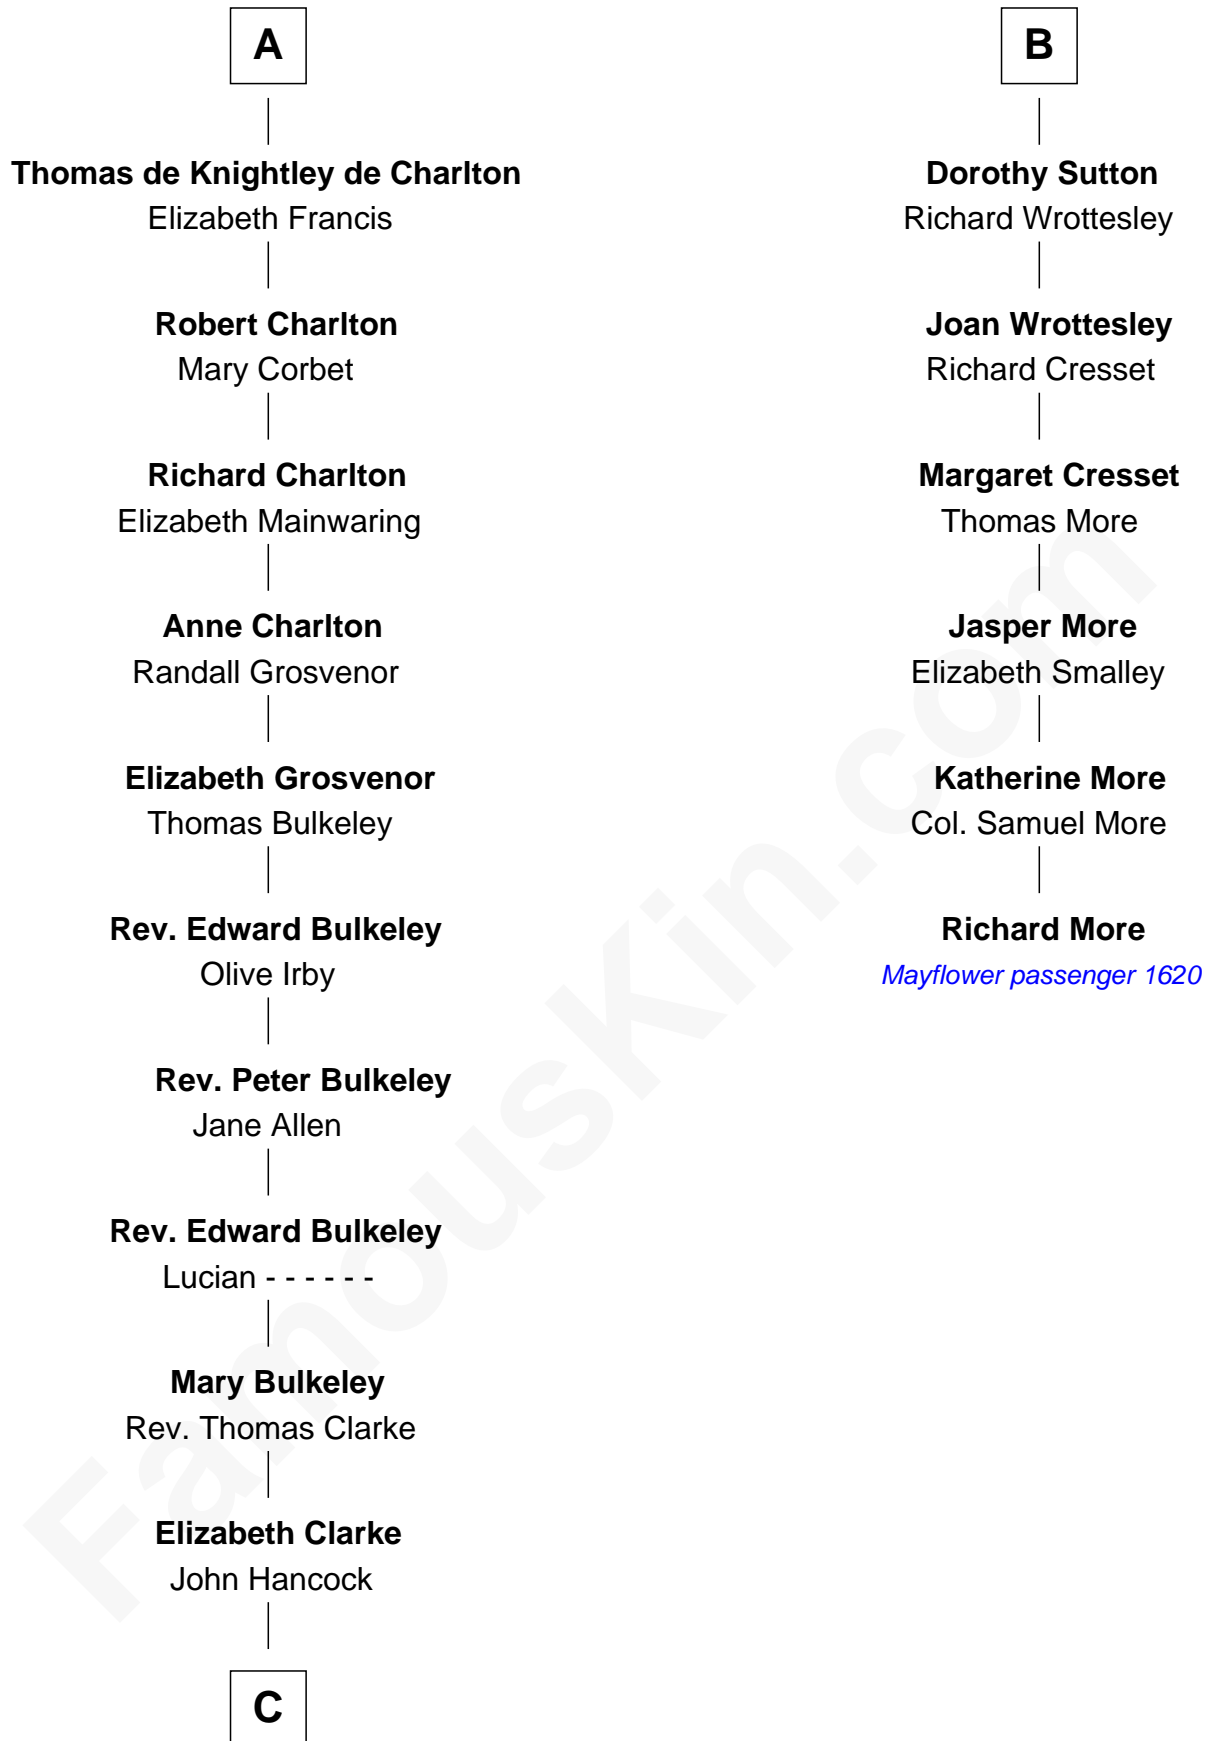 A
Thomas de Knightley de Charlton
Elizabeth Francis
Robert Charlton
Mary Corbet
Richard Charlton
Elizabeth Mainwaring
Anne Charlton
Randall Grosvenor
Elizabeth Grosvenor
Thomas Bulkeley
Rev. Edward Bulkeley
Olive Irby
Rev. Peter Bulkeley
Jane Allen
Rev. Edward Bulkeley
Lucian - - - - - -
Mary Bulkeley
Rev. Thomas Clarke
Elizabeth Clarke
John Hancock
C
B
Dorothy Sutton
Richard Wrottesley
Joan Wrottesley
Richard Cresset
Margaret Cresset
Thomas More
Jasper More
Elizabeth Smalley
Katherine More
Col. Samuel More
Richard More
Mayflower passenger 1620
FamousKin.com